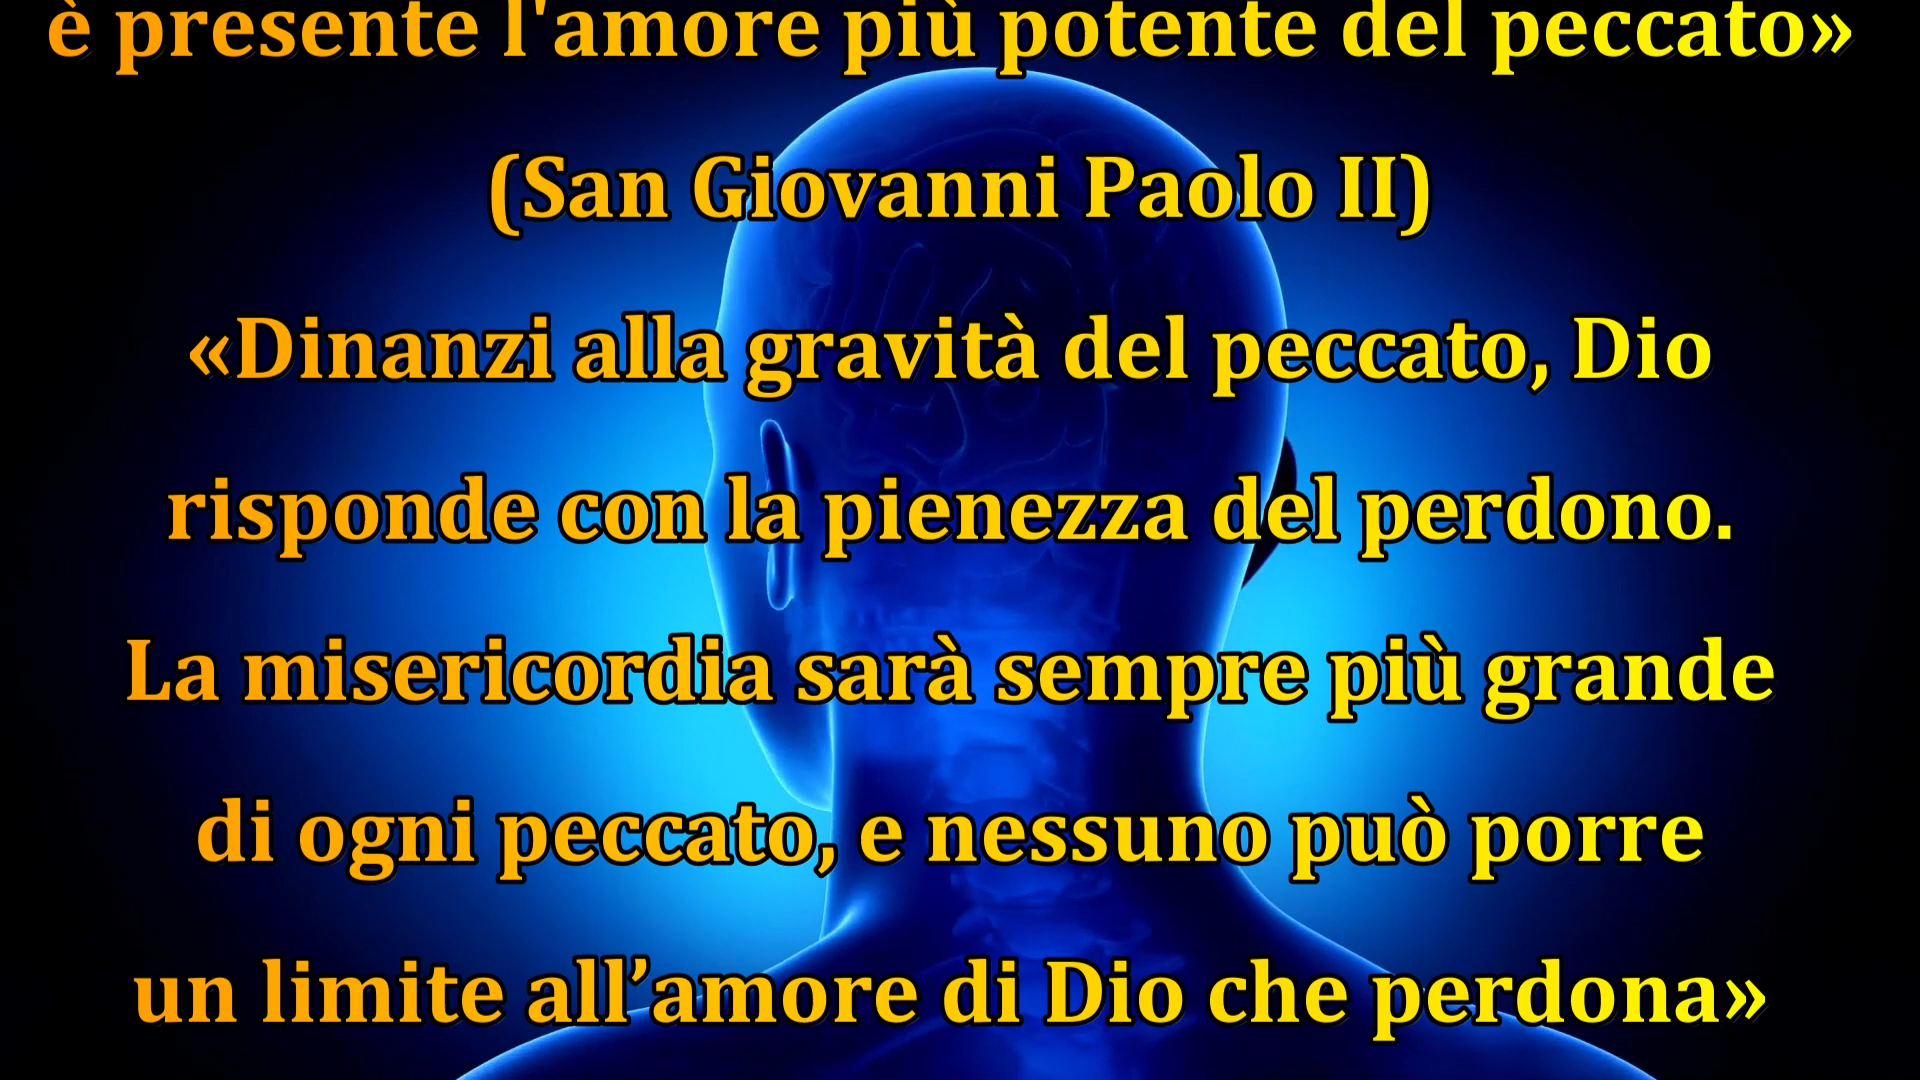 è presente l'amore più potente del peccato»
(San Giovanni Paolo II)
«Dinanzi alla gravità del peccato, Dio
risponde con la pienezza del perdono.
La misericordia sarà sempre più grande
di ogni peccato, e nessuno può porre
un limite all’amore di Dio che perdona»